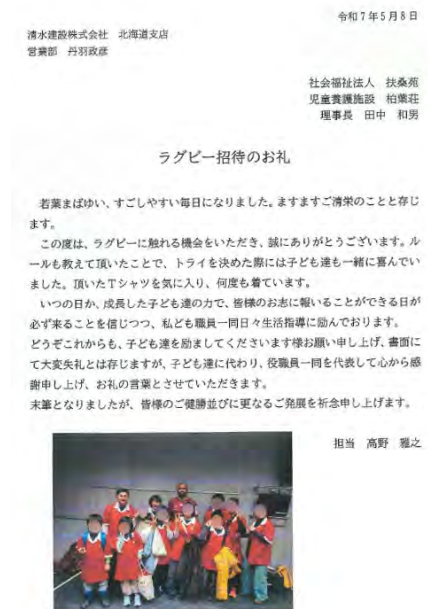 令和7年5月8日
清水建設株式会社　北海道支店
営業部　丹羽政彦
社会福祉法人　扶桑苑
児童養護施設　柏葉荘
理事長　田中　和男
ラグビー招待のお礼
若葉まばゆい、すごしやすい毎日になりました。ますますご清栄のことと存じ
ます。
この度は、ラグビーに触れる機会をいただき、誠にありがとうございます。ル
ールも教えて頂いたことで、トライを決めた際には子ども達も一緒に喜んでい
ました。頂いたTシャツを気に入り、何度も着ています。
いつの日か、成長した子ども達の力で、皆様のお志に報いることができる日が
必ず来ることを信じつつ、私ども職員一同日々生活指導に励んでおります。
どうぞこれからも、子ども達を励ましてくださいます様お願い申し上げ、書面に
て大変失礼とは存じますが、子ども達に代わり、役職員一同を代表して心から感
謝申し上げ、お礼の言葉とさせていただきます。
末筆となりましたが、皆様のご健勝並びに更なるご発展を祈念申し上げます。
担当　高野　雅之